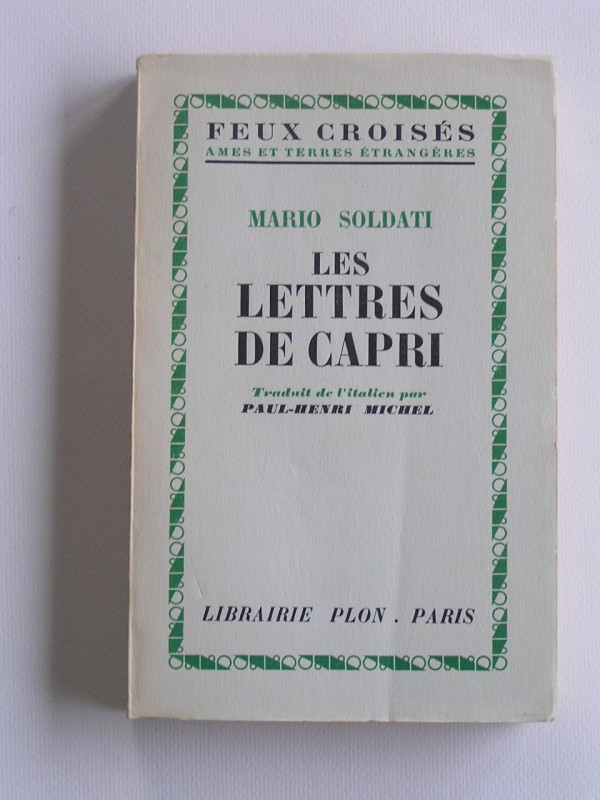 FEUX CROISÉS
AMES ET TERRES ÉTRANGÈRES
MARIO SOLDATI
LES
LETTRES
DE CAPRI
Traduit de l'italien par
PAUL-HENRI MICHEL
LIBRAIRIE PLON . PARIS